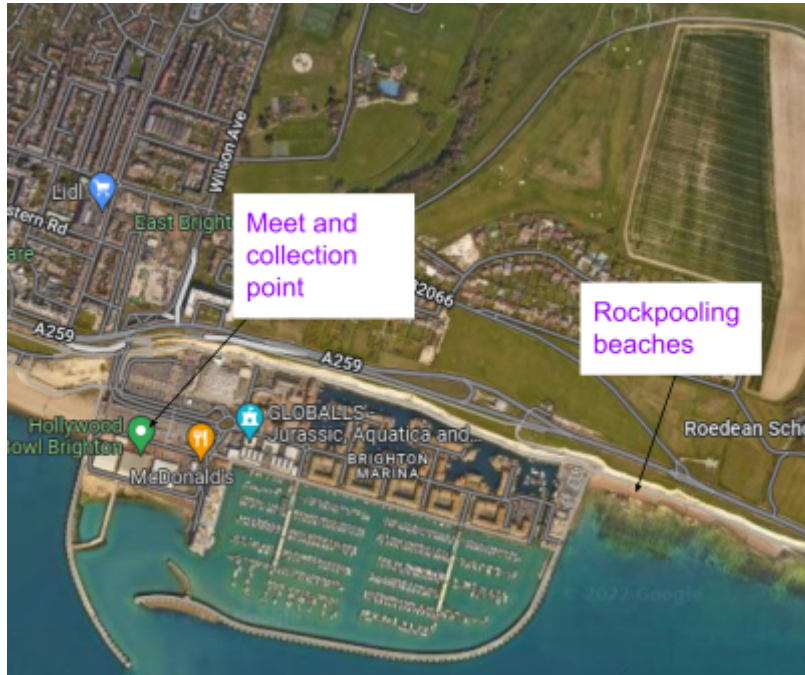 Lidl
stern Rd
are
Wilson Ave
East Brigh
Meet and
collection
point
2066
Rockpooling
beaches
A259
A259
Hollywood
Bowl Brighton
McDonald's
GLOBALLS -
Jurassic, Aquatica and...
BRIGHTON
MARINA
Roedean Scho
© 2022 Google